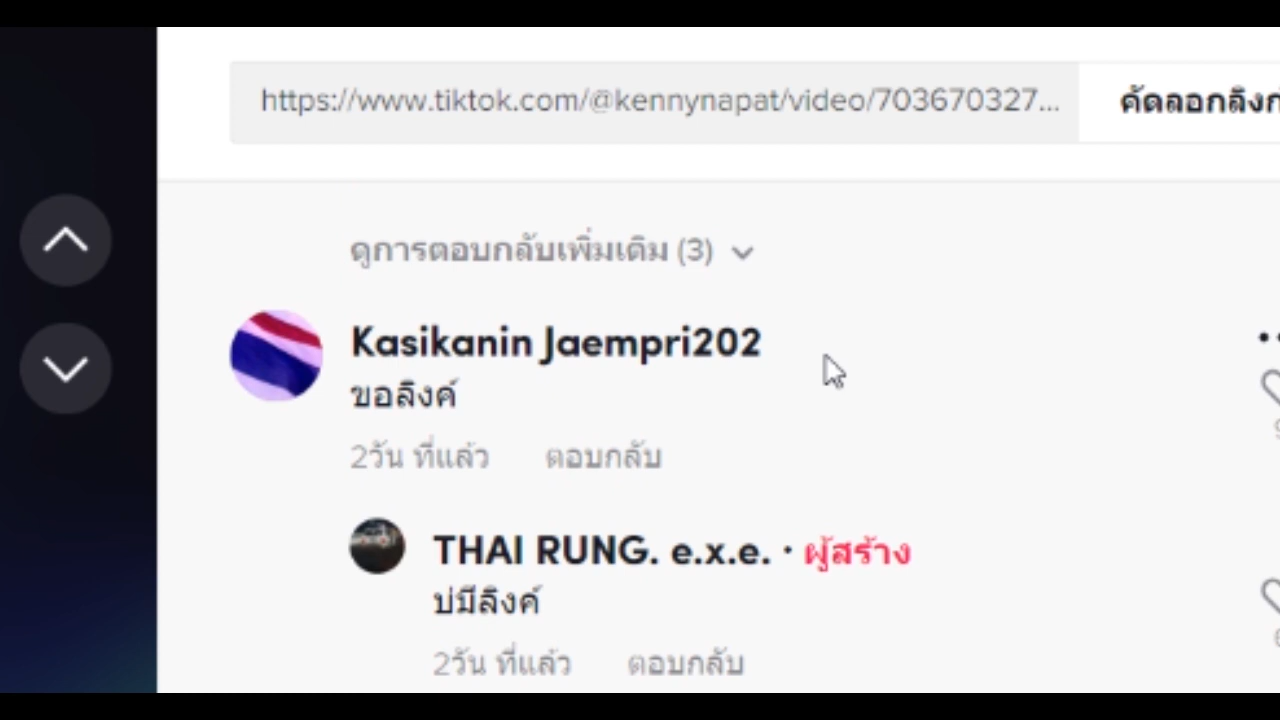 https://www.tiktok.com/@kennynapat/video/703670327...
คัดลอกลิงก์
ดูการตอบกลับเพิ่มเติม (3)
Kasikanin Jaempri202
ขอลิงค์
2วัน ที่แล้ว ตอบกลับ
THAI RUNG. e.x.e. · ผู้สร้าง
บ่มีลิงค์
2วัน ที่แล้ว ตอบกลับ